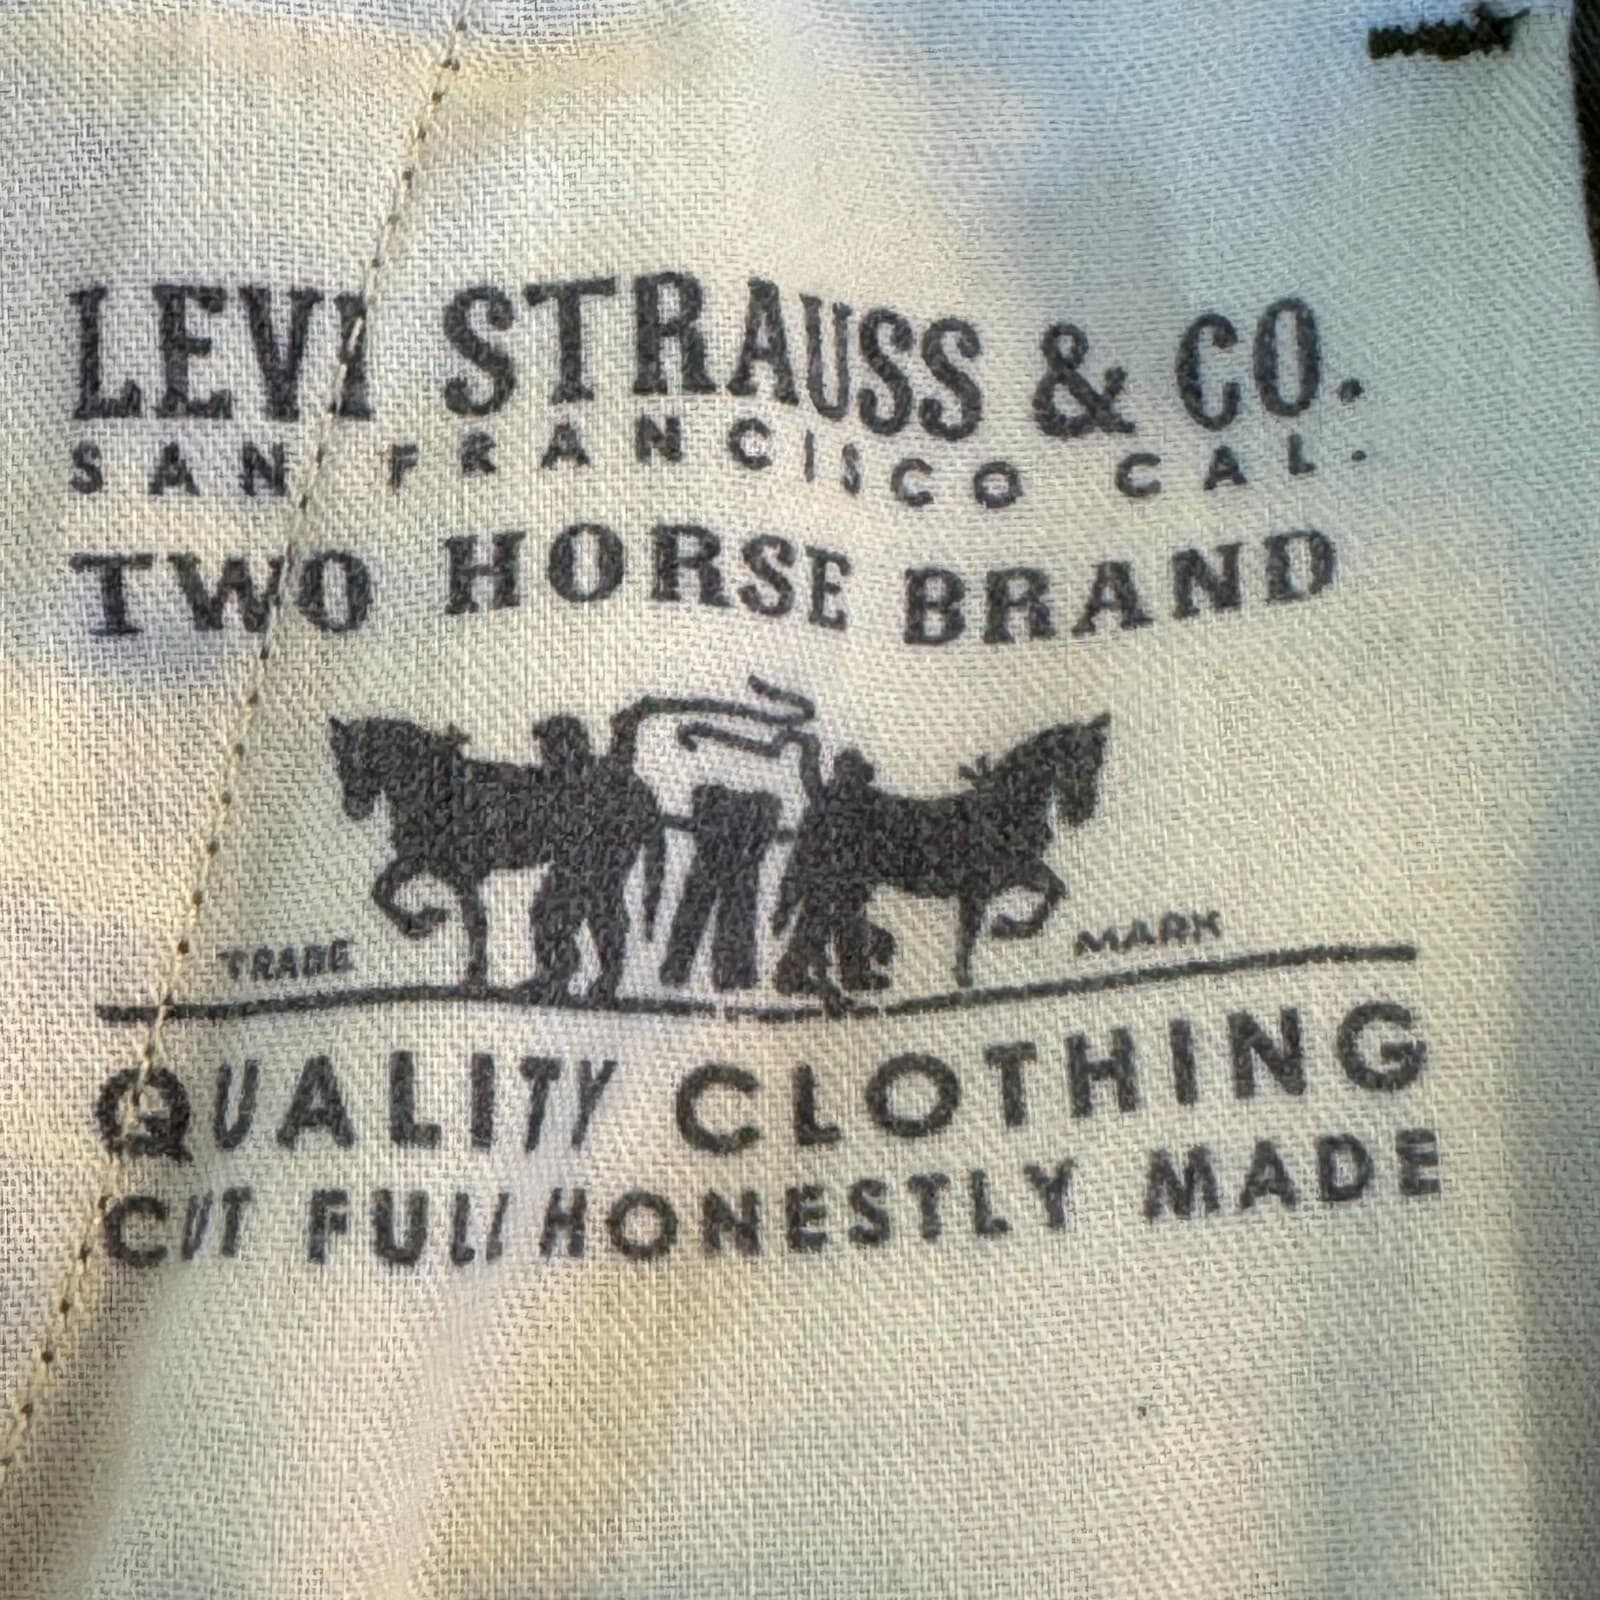 LEVI STRAUSS & CO.
SAN FRANCISCO CAL.
TWO HORSE BRAND
TRADE MARK
QUALITY CLOTHING
CUT FULL HONESTLY MADE